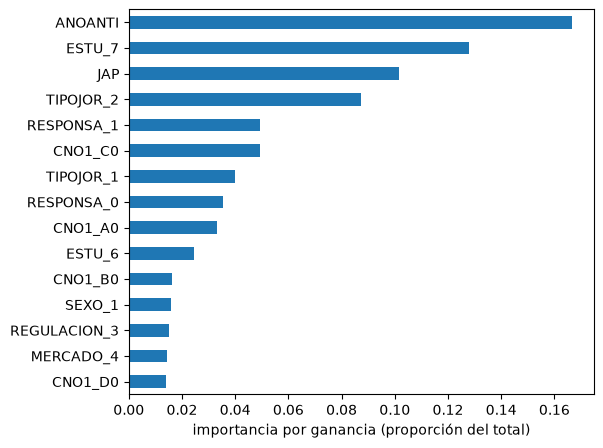 ANOANTI
ESTU_7
JAP
TIPOJOR_2
RESPONSA_1
CNO1_C0
TIPOJOR_1
RESPONSA_0
CNO1_A0
ESTU_6
CNO1_B0
SEXO_1
REGULACION_3
MERCADO_4
CNO1_D0
0.00 0.02 0.04 0.06 0.08 0.10 0.12 0.14 0.16
importancia por ganancia (proporción del total)